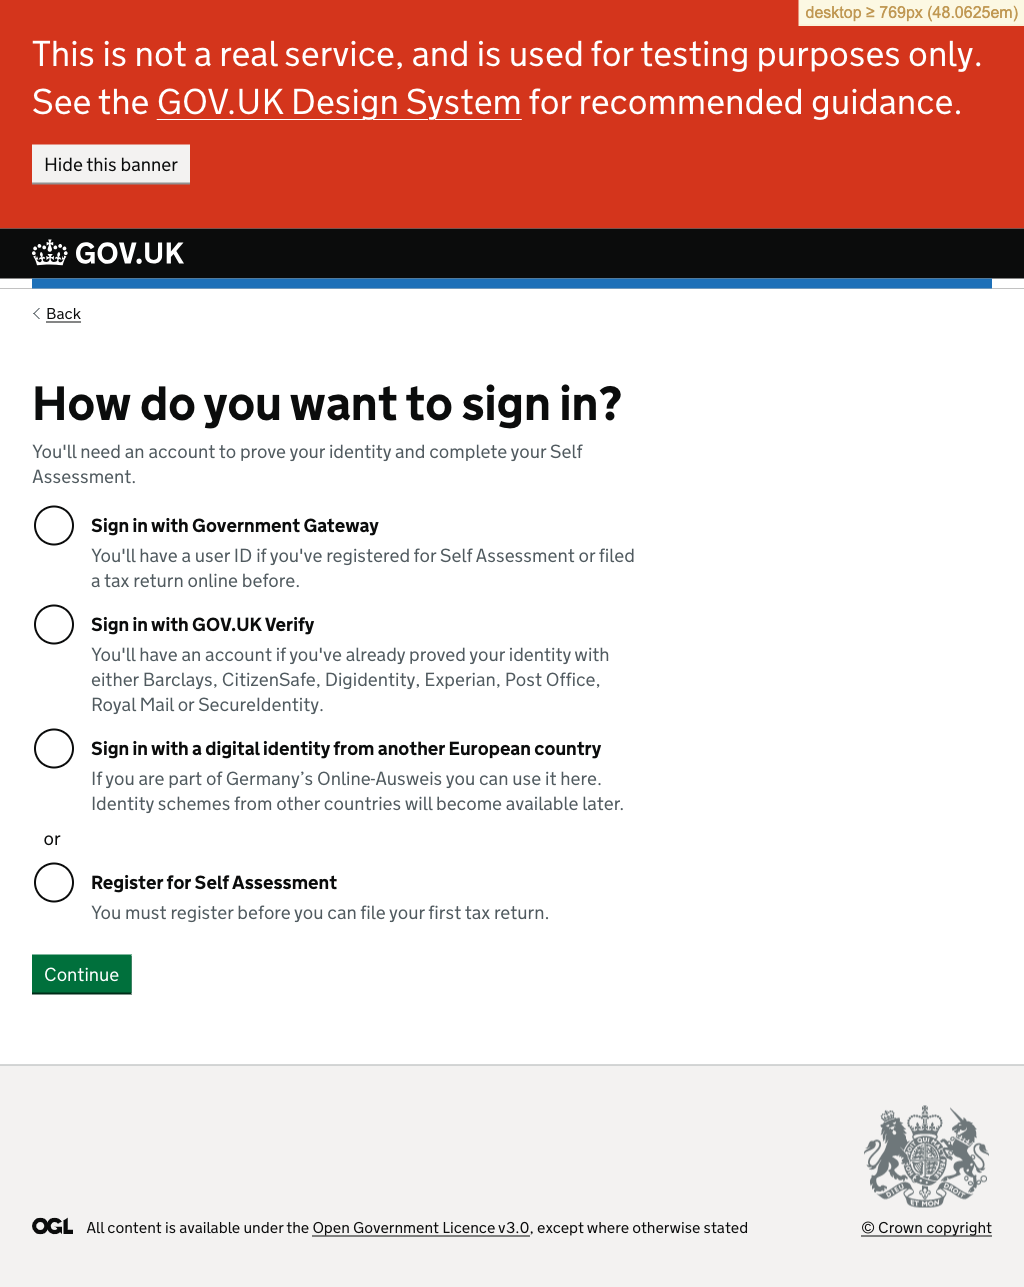 desktop ≥ 769px (48.0625em)
This is not a real service, and is used for testing purposes only.
See the GOV.UK Design System for recommended guidance.
Hide this banner
GOV.UK
Back
How do you want to sign in?
You'll need an account to prove your identity and complete your Self
Assessment.
Sign in with Government Gateway
You'll have a user ID if you've registered for Self Assessment or filed
a tax return online before.
Sign in with GOV.UK Verify
You'll have an account if you've already proved your identity with
either Barclays, CitizenSafe, Digidentity, Experian, Post Office,
Royal Mail or SecureIdentity.
Sign in with a digital identity from another European country
If you are part of Germany’s Online-Ausweis you can use it here.
Identity schemes from other countries will become available later.
or
Register for Self Assessment
You must register before you can file your first tax return.
Continue
DIEU ET MON DROIT
OGL All content is available under the Open Government Licence v3.0, except where otherwise stated
© Crown copyright